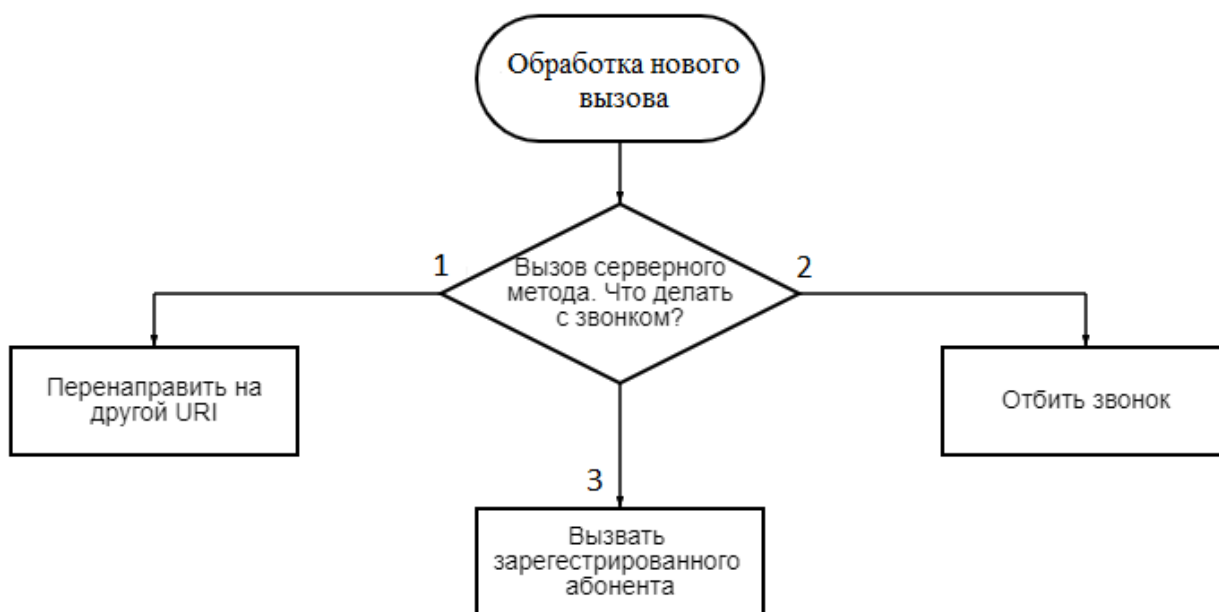 Обработка нового
вызова
1
Вызов серверного
метода. Что делать
с звонком?
2
Перенаправить на
другой URI
Отбить звонок
3
Вызвать
зарегестрированного
абонента